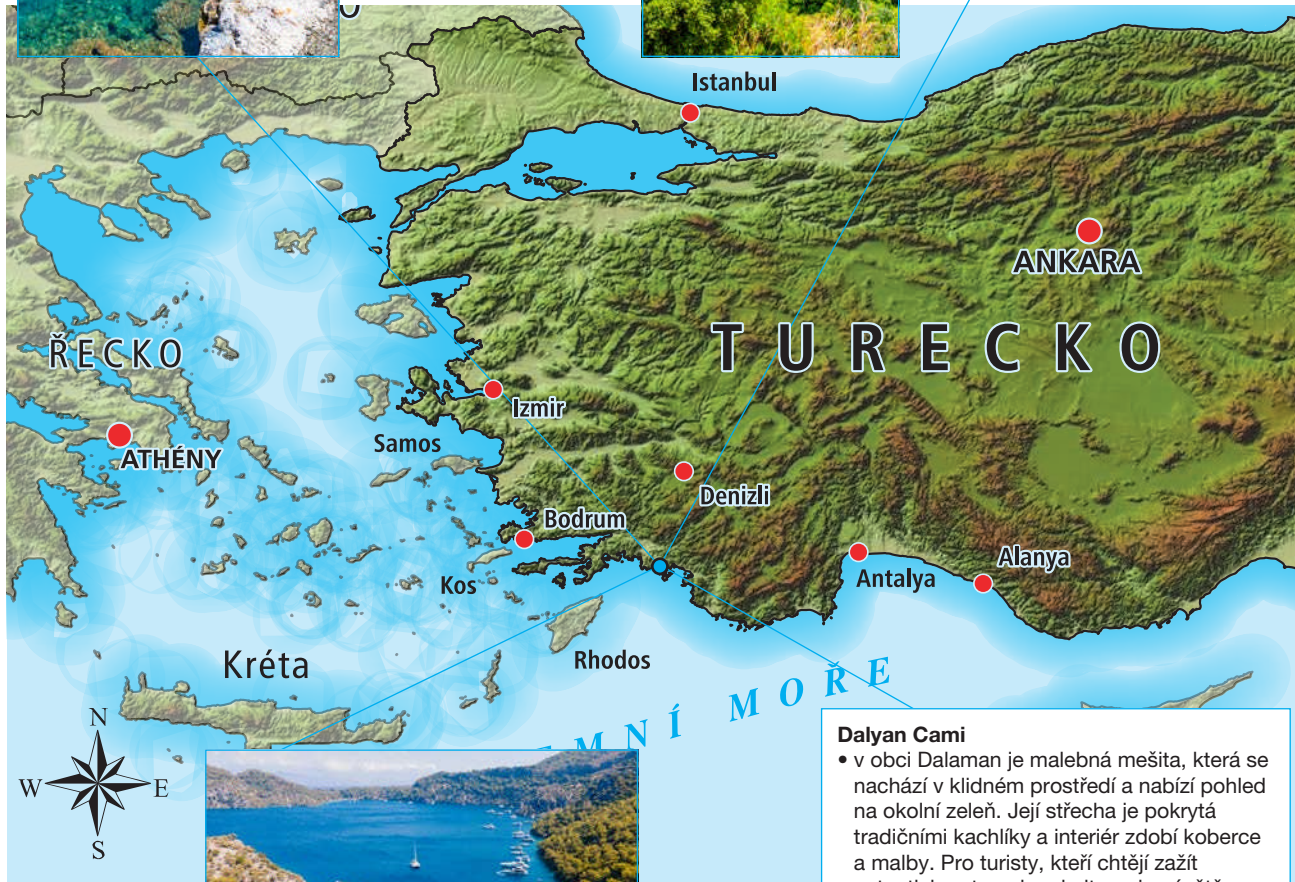 Istanbul
ANKARA
TURECKO
ŘECKO
Izmir
Samos
ATHÉNY
Denizli
Bodrum
Kos
Antalya
Alanya
Rhodos
Kréta
MNÍ MOŘE
N
W E
S
Dalyan Cami
• v obci Dalaman je malebná mešita, která se
nachází v klidném prostředí a nabízí pohled
na okolní zeleň. Její střecha je pokrytá
tradičními kachlíky a interiér zdobí koberce
a malby. Pro turisty, kteří chtějí zažít